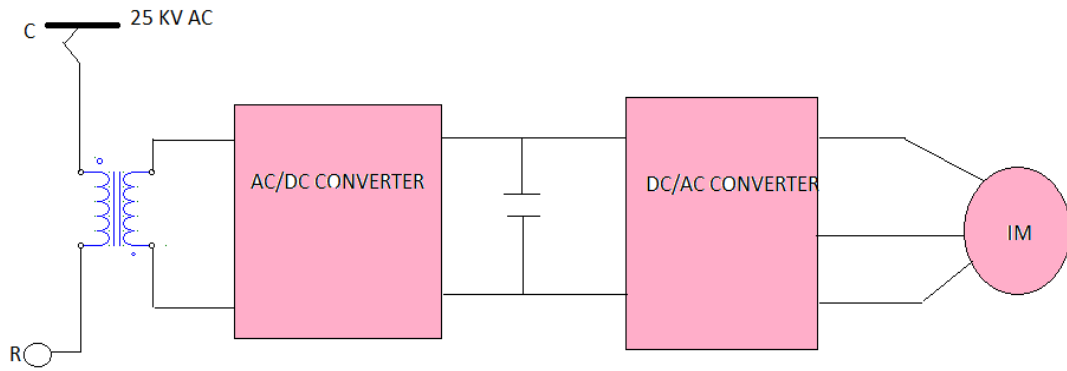 C
25 KV AC
AC/DC CONVERTER
DC/AC CONVERTER
IM
R